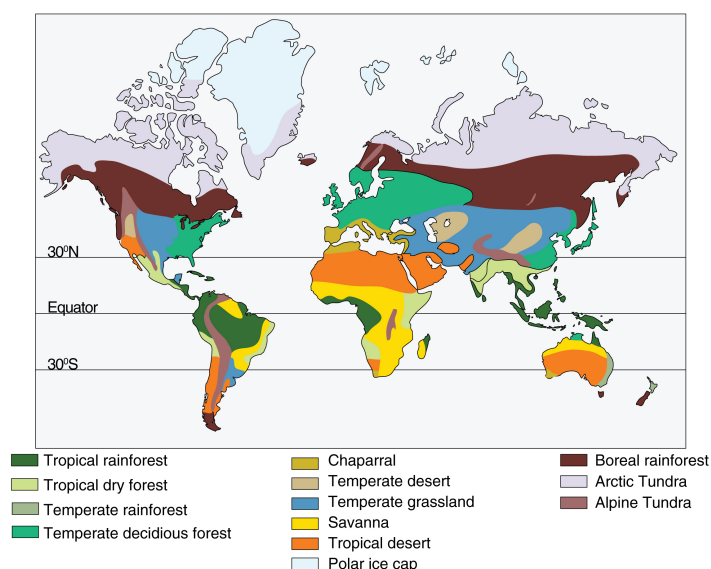 30ºN
Equator
30ºS
Tropical rainforest
Tropical dry forest
Temperate rainforest
Temperate decidious forest
Chaparral
Temperate desert
Temperate grassland
Savanna
Tropical desert
Polar ice cap
Boreal rainforest
Arctic Tundra
Alpine Tundra